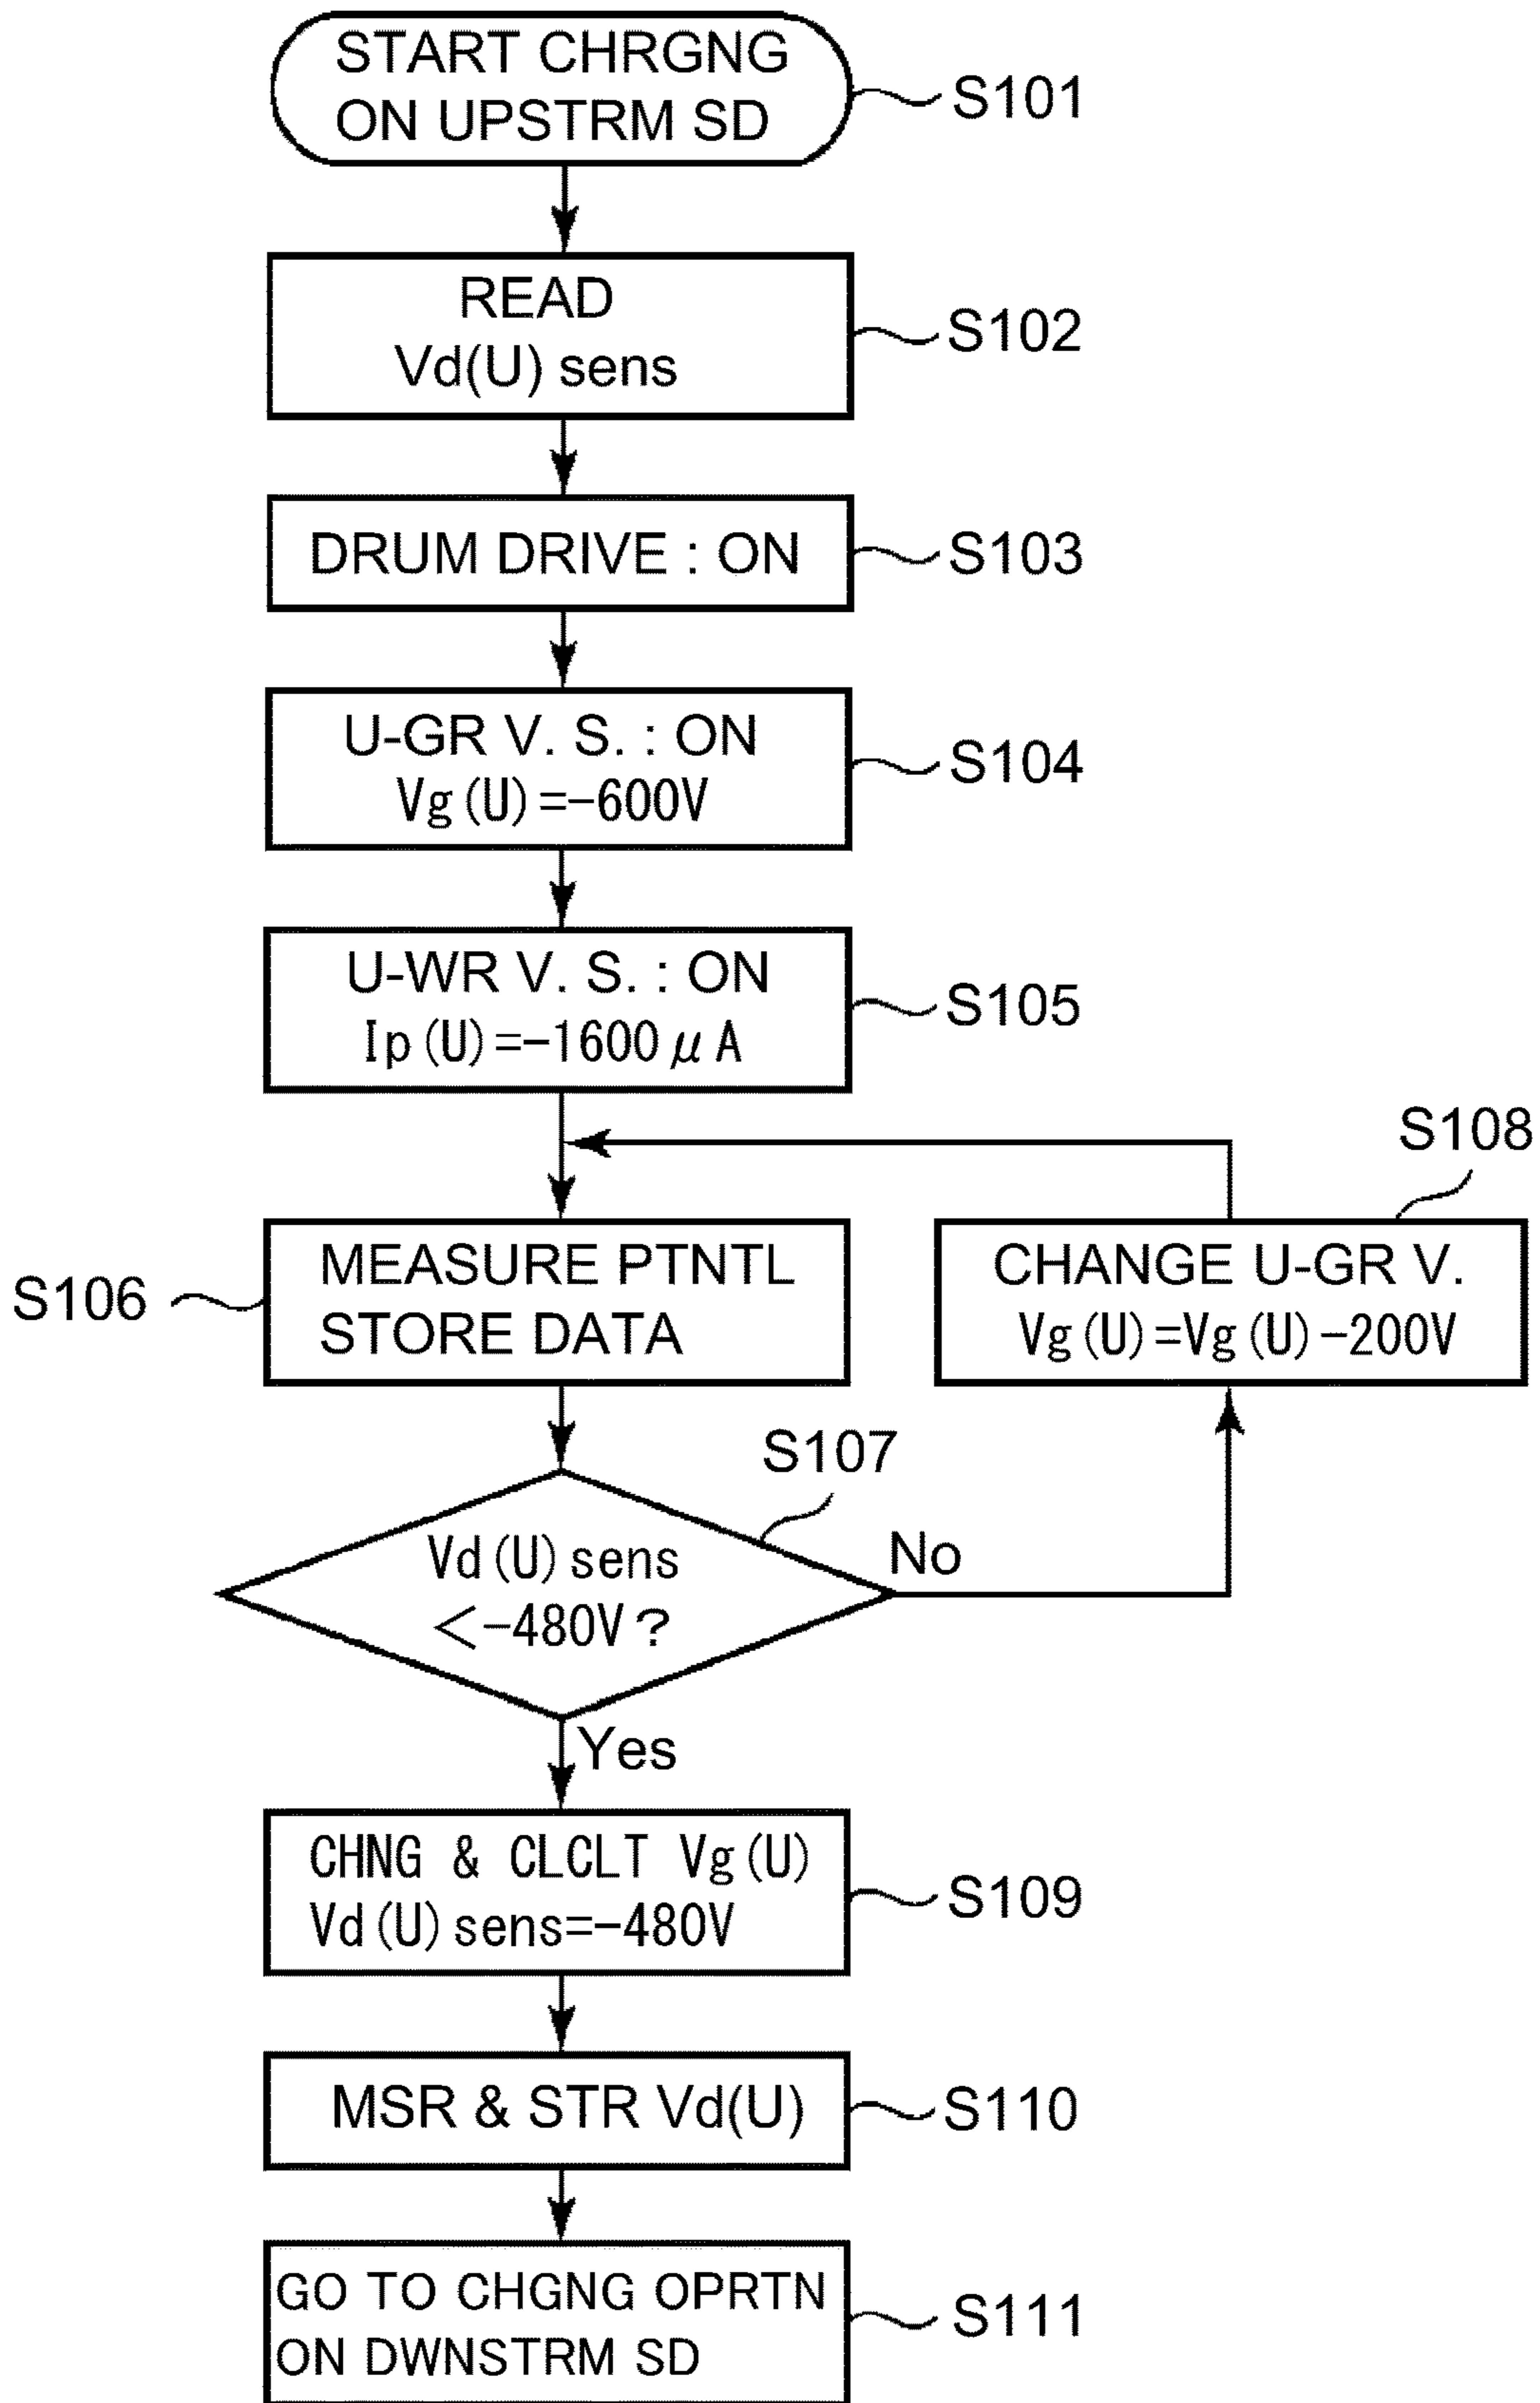 START CHRGNG
ON UPSTRM SD
S101
READ
Vd(U) sens
S102
DRUM DRIVE : ON
S103
U-GR V. S. : ON
Vg(U)=-600V
S104
U-WR V. S. : ON
Ip(U)=-1600μA
S105
S108
MEASURE PTNTL
STORE DATA
S106
CHANGE U-GR V.
Vg(U)=Vg(U)-200V
S107
Vd(U)sens
<-480V?
No
Yes
CHNG & CLCLT Vg(U)
Vd(U)sens=-480V
S109
MSR & STR Vd(U)
S110
GO TO CHGNG OPRTN
ON DWNSTRM SD
S111